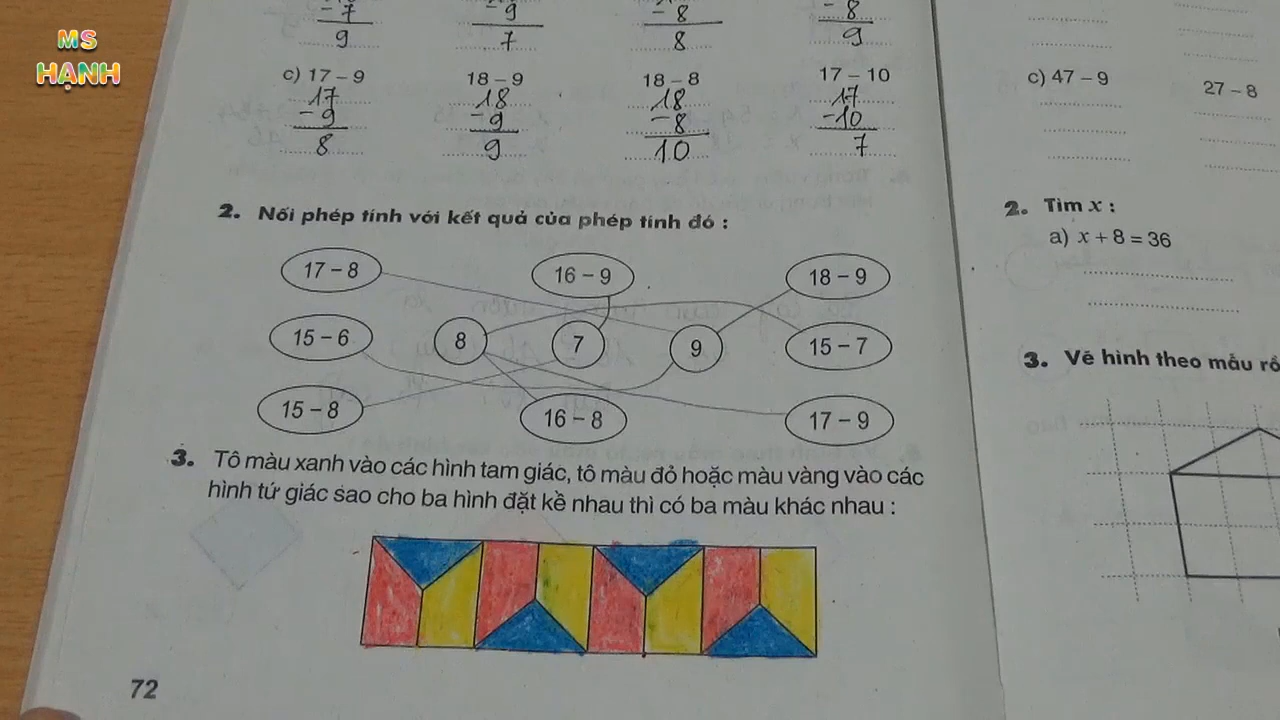 MS
HẠNH
- 7
9
- 9
7
- 8
8
- 8
9
c) 17 – 9
17
- 9
8
18 – 9
18
- 9
9
18 – 8
18
- 8
10
17 – 10
17
- 10
7
2. Nối phép tính với kết quả của phép tính đó :
17 – 8
16 – 9
18 – 9
15 – 6
8
7
9
15 – 7
15 – 8
16 – 8
17 – 9
3. Tô màu xanh vào các hình tam giác, tô màu đỏ hoặc màu vàng vào các
hình tứ giác sao cho ba hình đặt kề nhau thì có ba màu khác nhau :
72
c) 47 – 9
27 – 8
2. Tìm x :
a) x + 8 = 36
3. Vẽ hình theo mẫu rồ